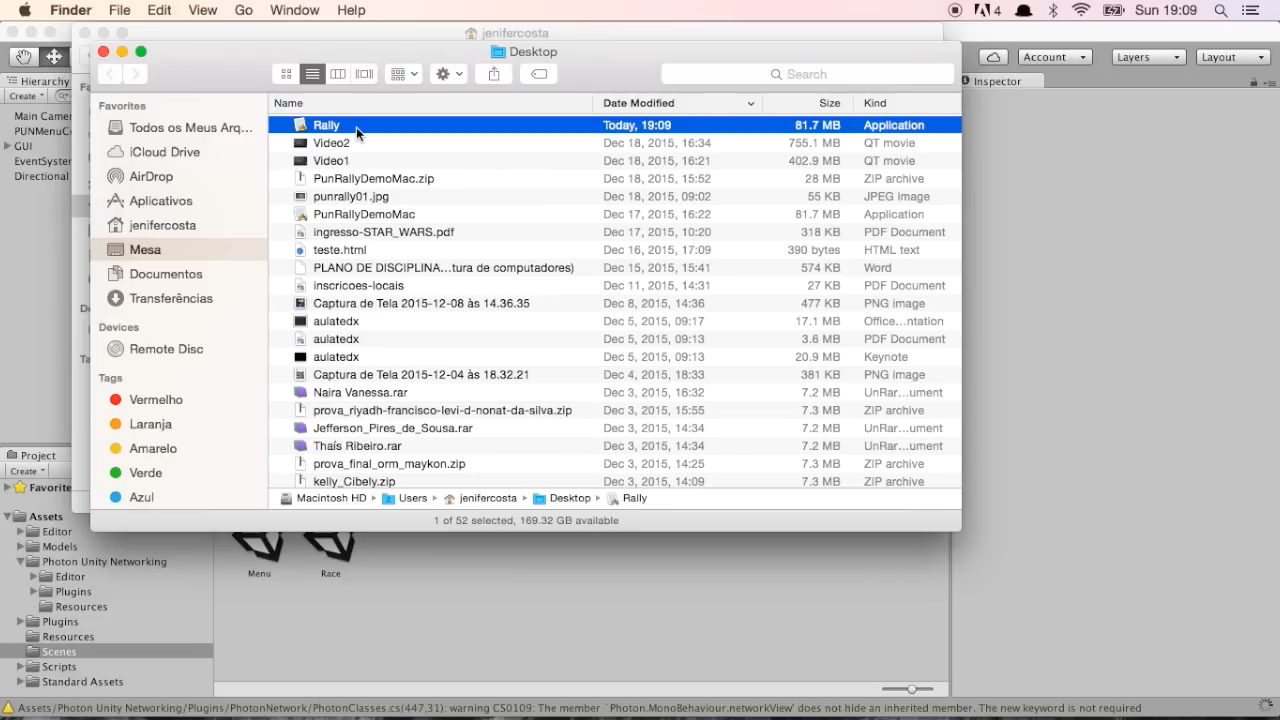 Finder File Edit View Go Window Help 4 Sun 19:09
jenifercosta
Desktop
Search
Account Layers Layout
Hierarchy
Create
Main Camer
PUNMenuCo
GUI
EventSystem
Directional
Inspector
Favorites
Todos os Meus Arq...
iCloud Drive
AirDrop
Aplicativos
jenifercosta
Mesa
Documentos
Transferências
Devices
Remote Disc
Tags
Vermelho
Laranja
Amarelo
Verde
Azul
Name Date Modified Size Kind
Rally Today, 19:09 81.7 MB Application
Video2 Dec 18, 2015, 16:34 755.1 MB QT movie
Video1 Dec 18, 2015, 16:21 402.9 MB QT movie
PunRallyDemoMac.zip Dec 18, 2015, 15:52 28 MB ZIP archive
punrally01.jpg Dec 18, 2015, 09:02 55 KB JPEG image
PunRallyDemoMac Dec 17, 2015, 16:22 81.7 MB Application
ingresso-STAR_WARS.pdf Dec 17, 2015, 10:20 318 KB PDF Document
teste.html Dec 16, 2015, 17:09 390 bytes HTML text
PLANO DE DISCIPLINA...tura de computadores) Dec 15, 2015, 15:41 574 KB Word
inscricoes-locais Dec 11, 2015, 14:31 27 KB PDF Document
Captura de Tela 2015-12-08 às 14.36.35 Dec 8, 2015, 14:36 477 KB PNG image
aulatedx Dec 5, 2015, 09:17 17.1 MB Office...ntation
aulatedx Dec 5, 2015, 09:13 3.6 MB PDF Document
aulatedx Dec 5, 2015, 09:13 20.9 MB Keynote
Captura de Tela 2015-12-04 às 18.32.21 Dec 4, 2015, 18:33 381 KB PNG image
Naira Vanessa.rar Dec 3, 2015, 16:32 7.2 MB UnRar...ument
prova_riyadh-francisco-levi-d-nonat-da-silva.zip Dec 3, 2015, 15:55 7.3 MB ZIP archive
Jefferson_Pires_de_Sousa.rar Dec 3, 2015, 14:34 7.2 MB UnRar...ument
Thaís Ribeiro.rar Dec 3, 2015, 14:34 7.2 MB UnRar...ument
prova_final_orm_maykon.zip Dec 3, 2015, 14:25 7.3 MB ZIP archive
kelly_Cibely.zip Dec 3, 2015, 14:09 7.2 MB ZIP archive
Macintosh HD Users jenifercosta Desktop Rally
1 of 52 selected, 169.32 GB available
Project
Create
Favorite
Assets
Editor
Models
Photon Unity Networking
Editor
Plugins
Resources
Plugins
Resources
Scenes
Scripts
Standard Assets
Menu
Race
Assets/Photon Unity Networking/Plugins/PhotonNetwork/PhotonClasses.cs(447,31): warning CS0109: The member `Photon.MonoBehaviour.networkView' does not hide an inherited member. The new keyword is not required